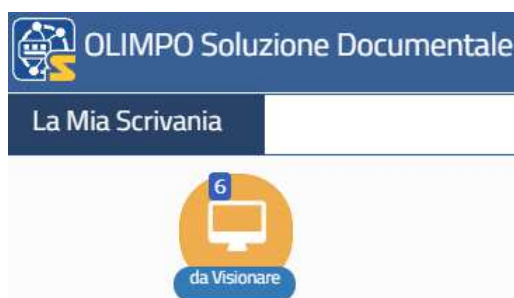 OLIMPO Soluzione Documentale
S
La Mia Scrivania
6
da Visionare